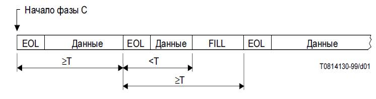 Начало фазы С
EOL Данные EOL Данные FILL EOL Данные
≥T <T
≥T
T0814130-99/d01